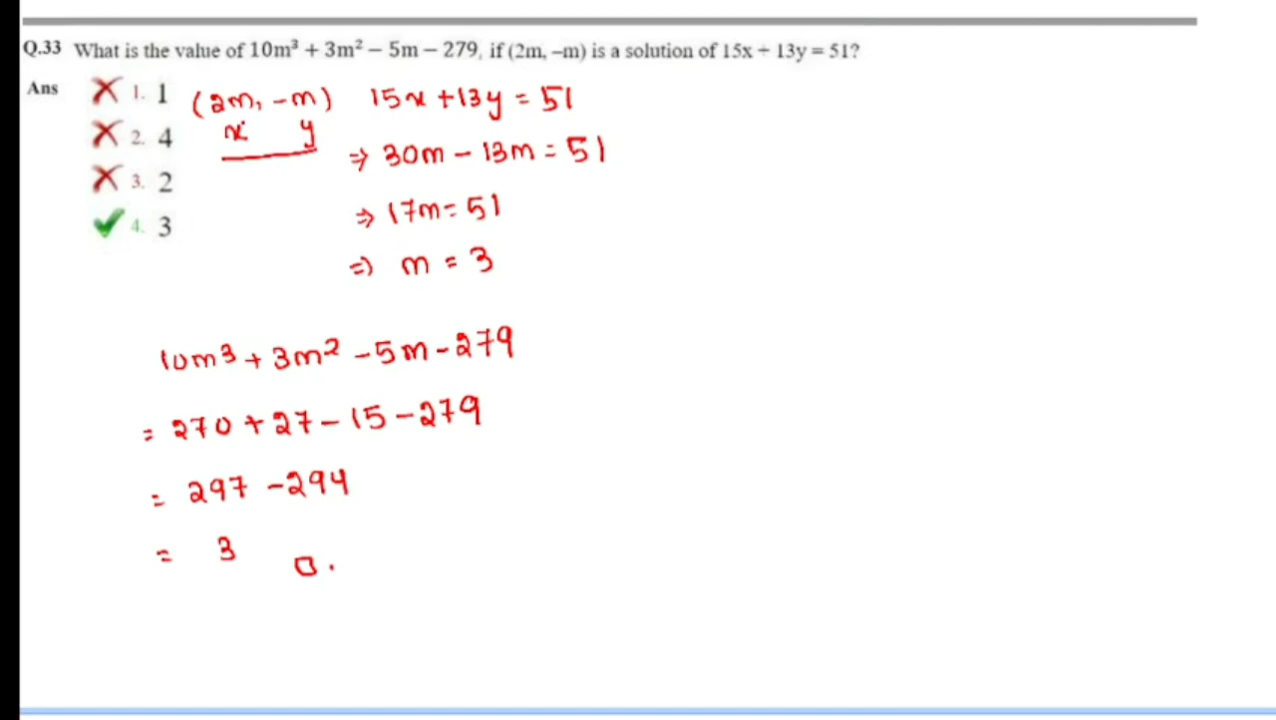 Q.33 What is the value of 10m³ + 3m² – 5m – 279, if (2m, –m) is a solution of 15x + 13y = 51?
Ans 1. 1
2. 4
3. 2
4. 3
(2m, -m)
x y
15x + 13y = 51
⇒ 30m - 13m = 51
⇒ 17m = 51
⇒ m = 3
10m³ + 3m² - 5m - 279
= 270 + 27 - 15 - 279
= 297 - 294
= 3